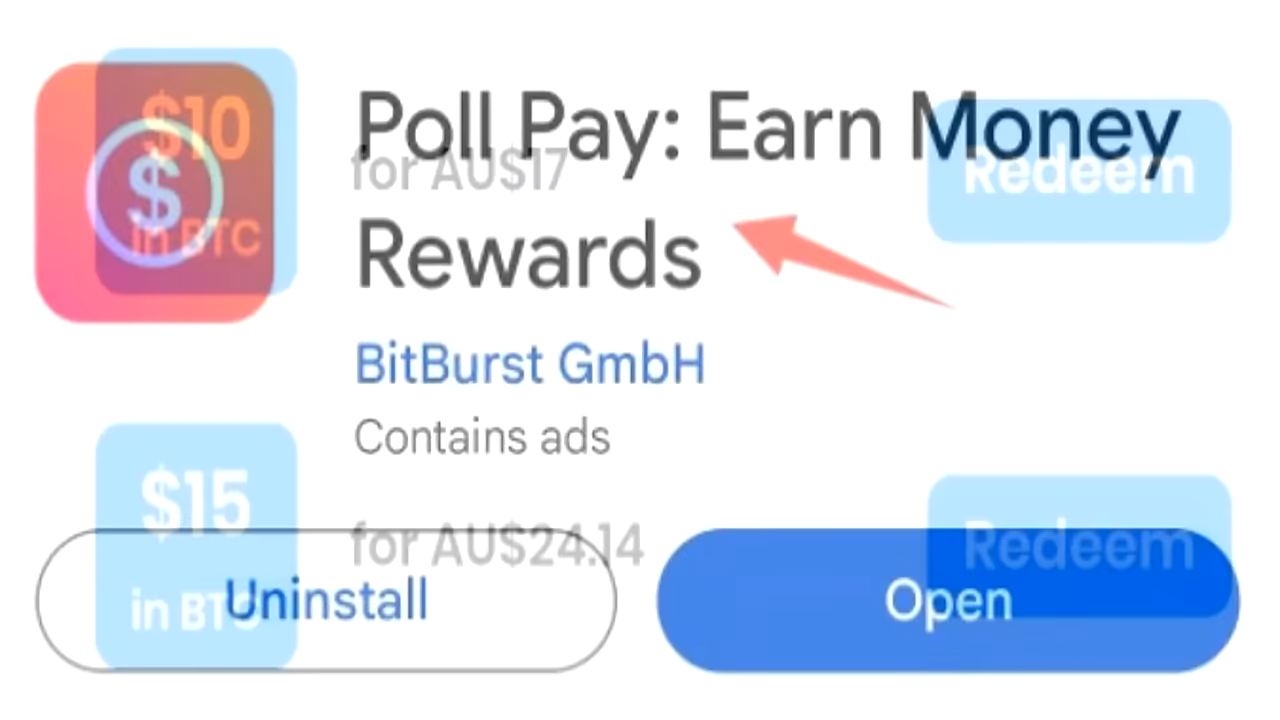 $10
in BTC
$
Poll Pay: Earn Money
for AU$17
Redeem
Rewards
BitBurst GmbH
Contains ads
$15
in BTC
for AU$24.14
Redeem
Uninstall
Open